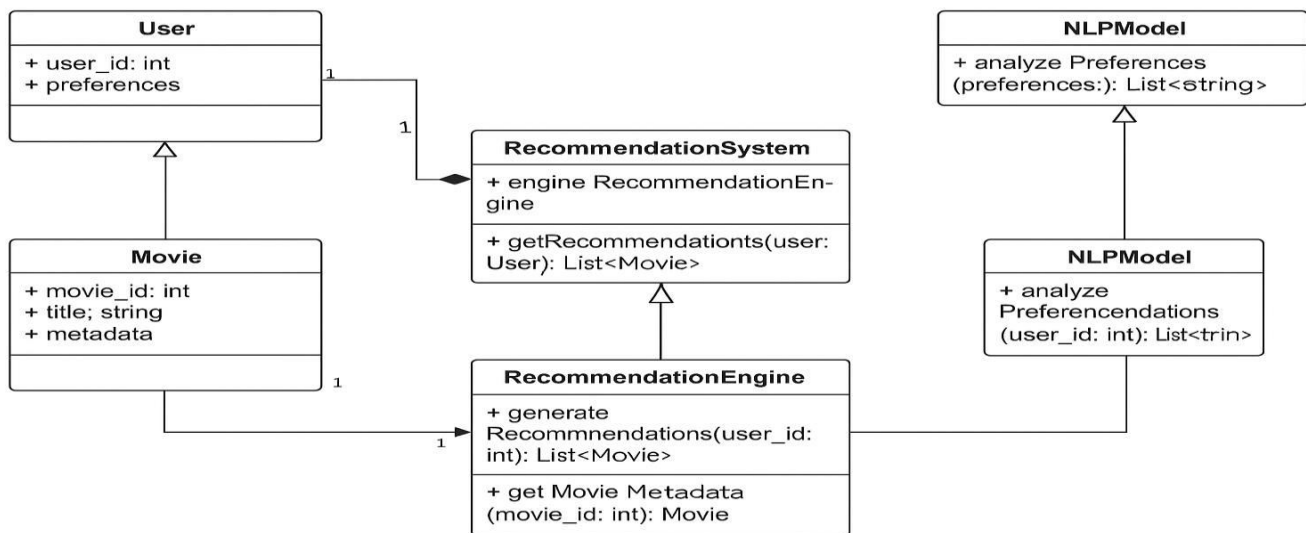 User
+ user_id: int
+ preferences
1
1
NLPModel
+ analyze Preferences
(preferences:): List<string>
RecommendationSystem
+ engine RecommendationEn-
gine
+ getRecommendationts(user:
User): List<Movie>
Movie
+ movie_id: int
+ title; string
+ metadata
1
1
NLPModel
+ analyze
Preferencendations
(user_id: int): List<trin>
RecommendationEngine
+ generate
Recommnendations(user_id:
int): List<Movie>
+ get Movie Metadata
(movie_id: int): Movie